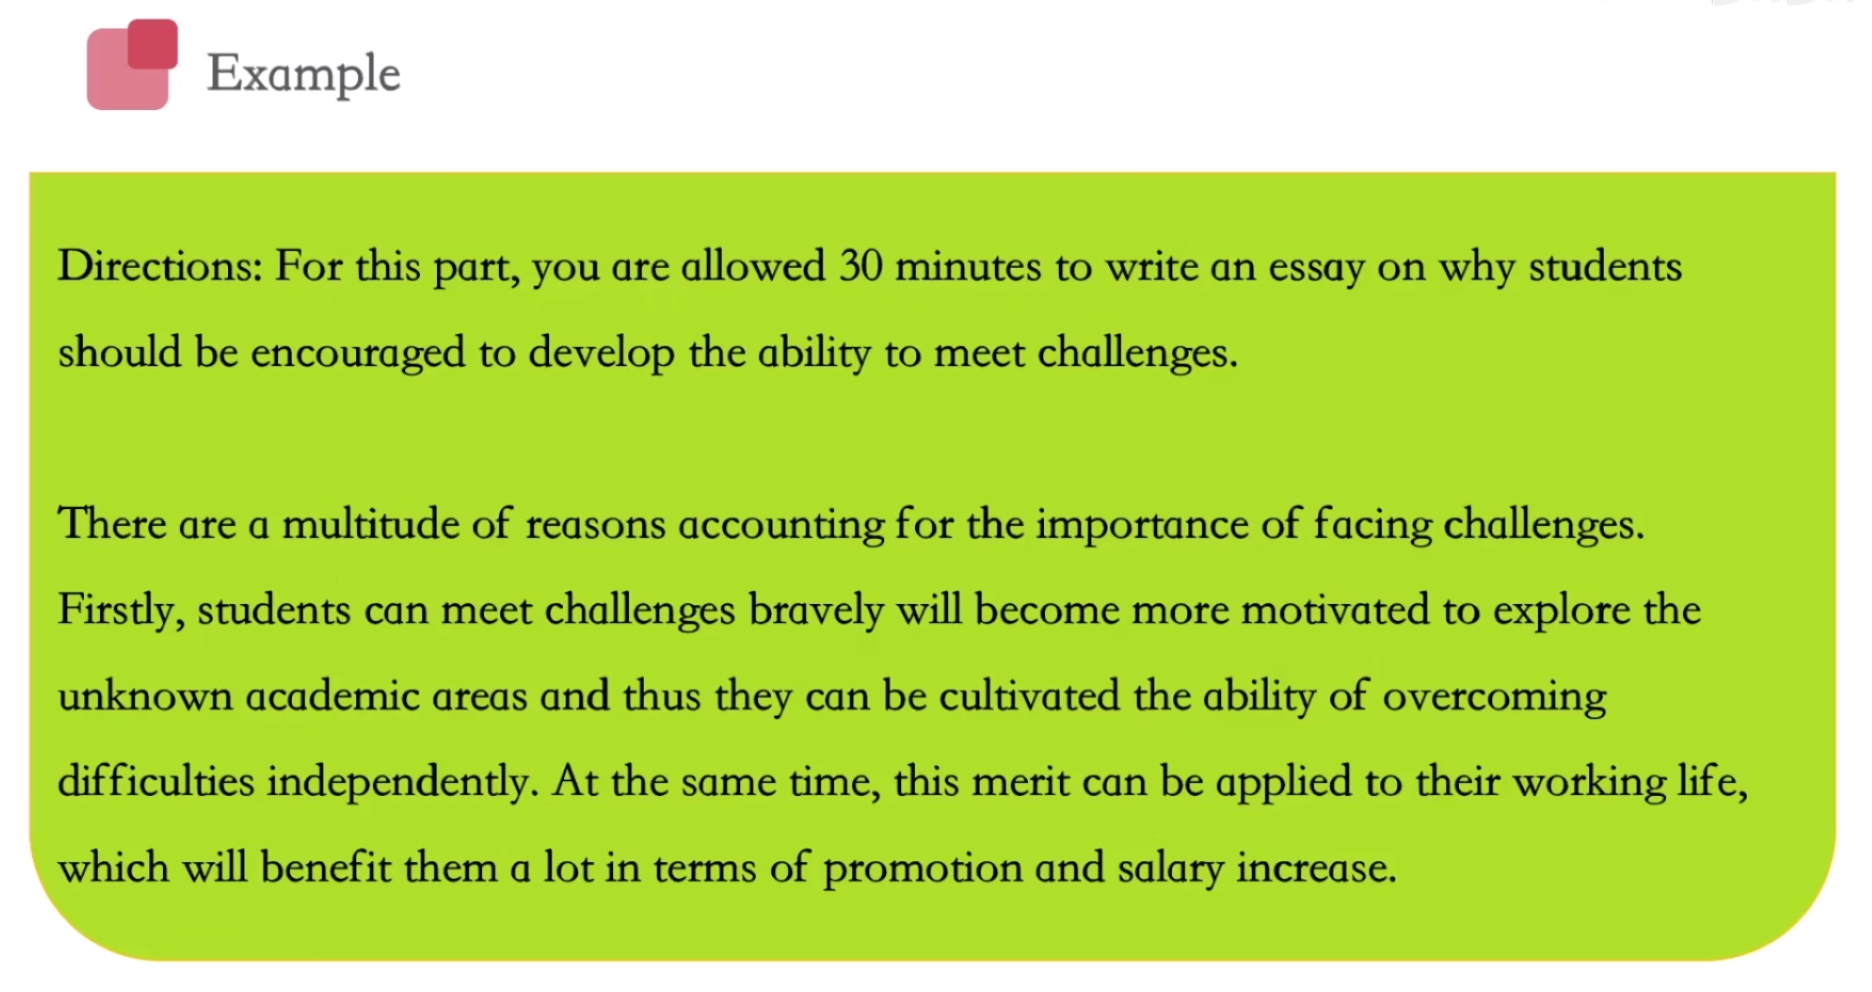 Example
Directions: For this part, you are allowed 30 minutes to write an essay on why students
should be encouraged to develop the ability to meet challenges.
There are a multitude of reasons accounting for the importance of facing challenges.
Firstly, students can meet challenges bravely will become more motivated to explore the
unknown academic areas and thus they can be cultivated the ability of overcoming
difficulties independently. At the same time, this merit can be applied to their working life,
which will benefit them a lot in terms of promotion and salary increase.